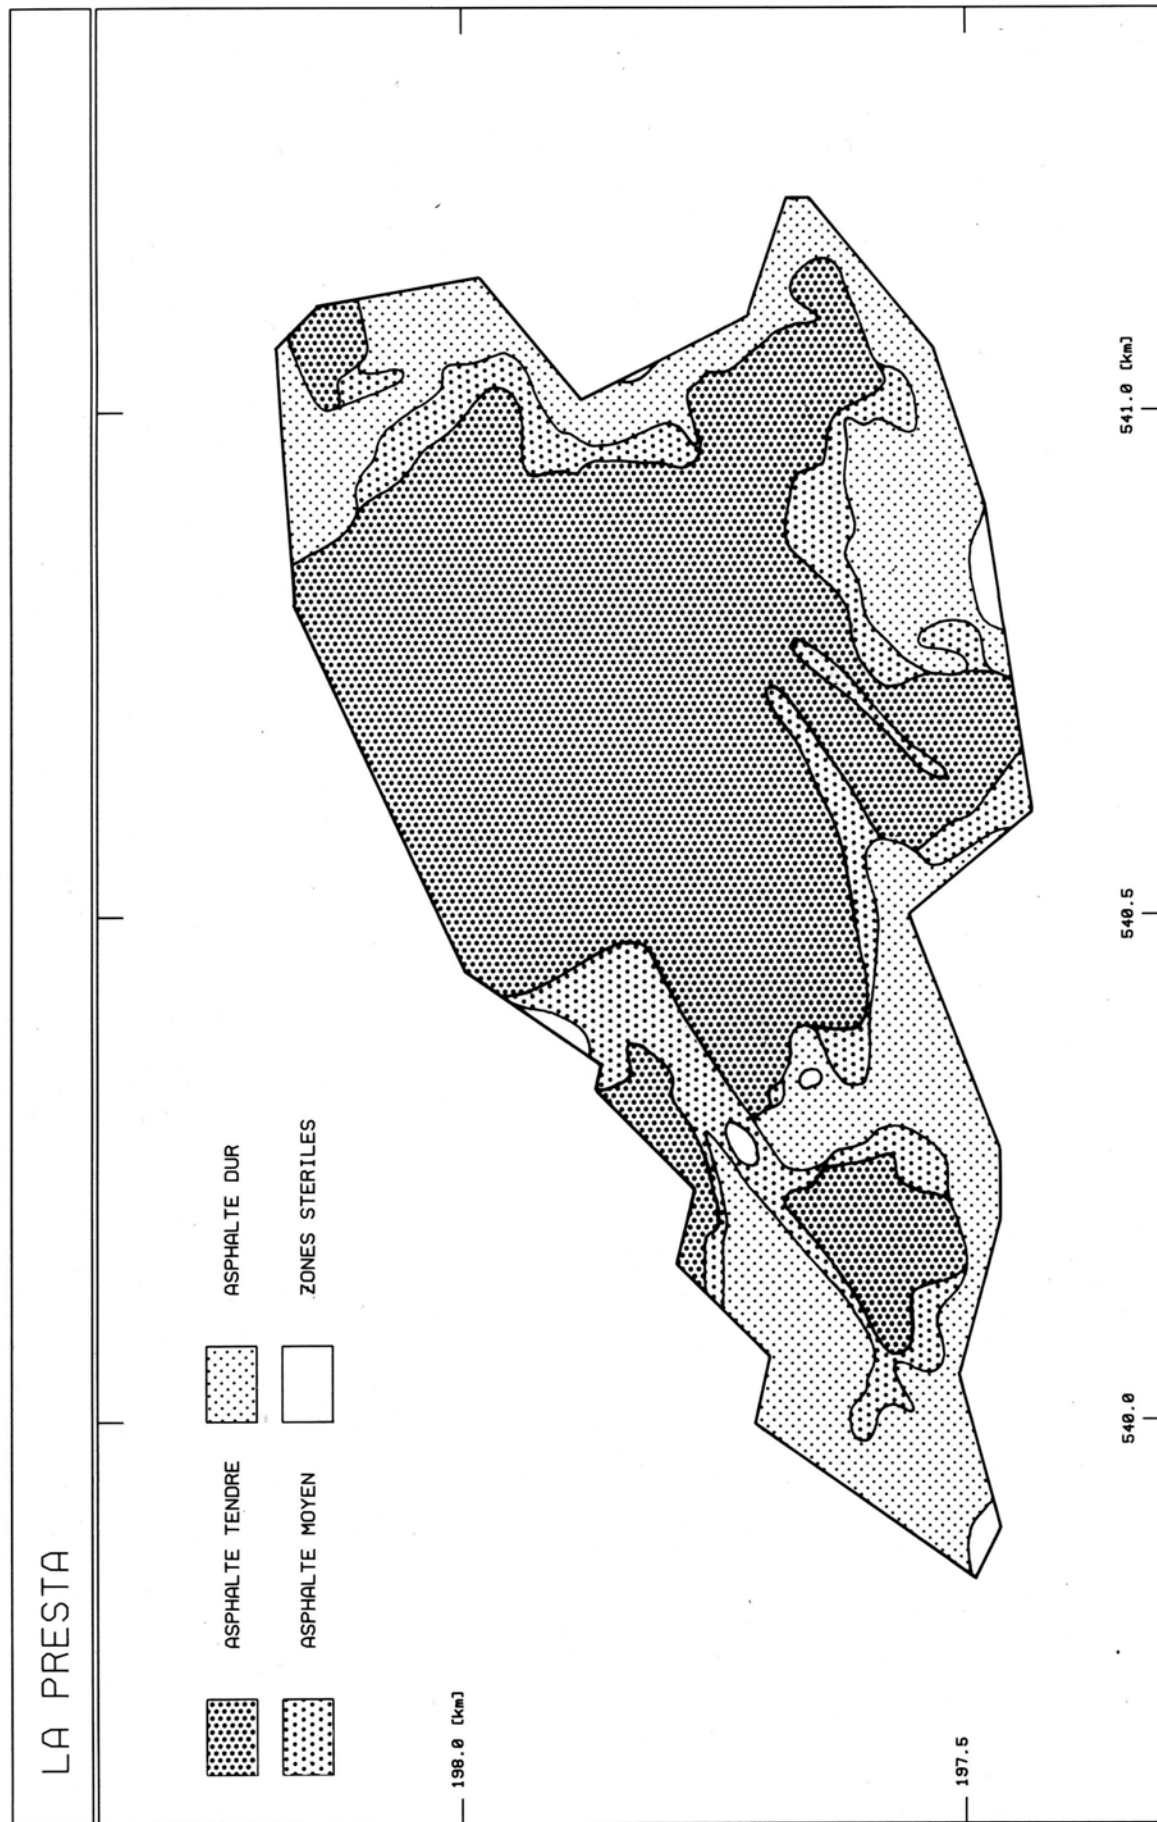 LA PRESTA
ASPHALTE TENDRE
ASPHALTE DUR
ASPHALTE MOYEN
ZONES STERILES
198.0 [km]
197.5
540.0
540.5
541.0 [km]